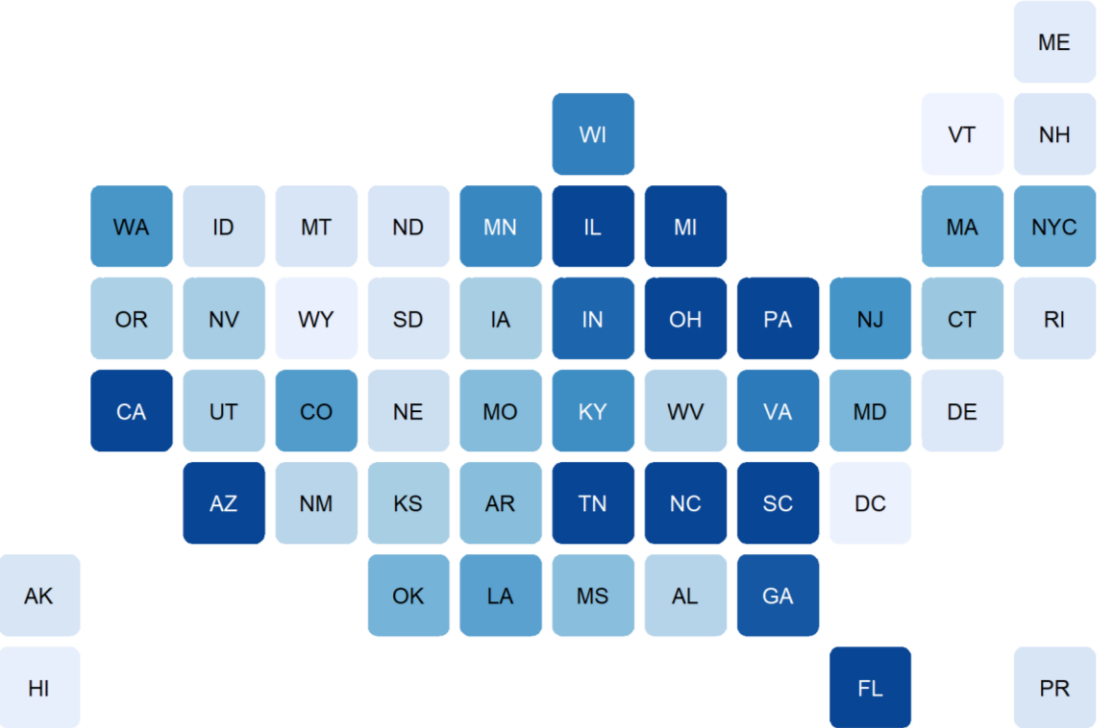 ME
WI VT NH
WA ID MT ND MN IL MI MA NYC
OR NV WY SD IA IN OH PA NJ CT RI
CA UT CO NE MO KY WV VA MD DE
AZ NM KS AR TN NC SC DC
AK OK LA MS AL GA
HI FL PR